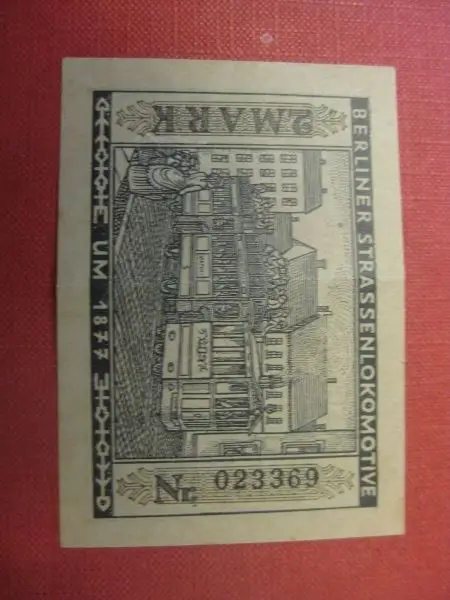 BERLINER STRASSENLOKOMOTIVE
2. MARK
Nr. 023369
UM 1877